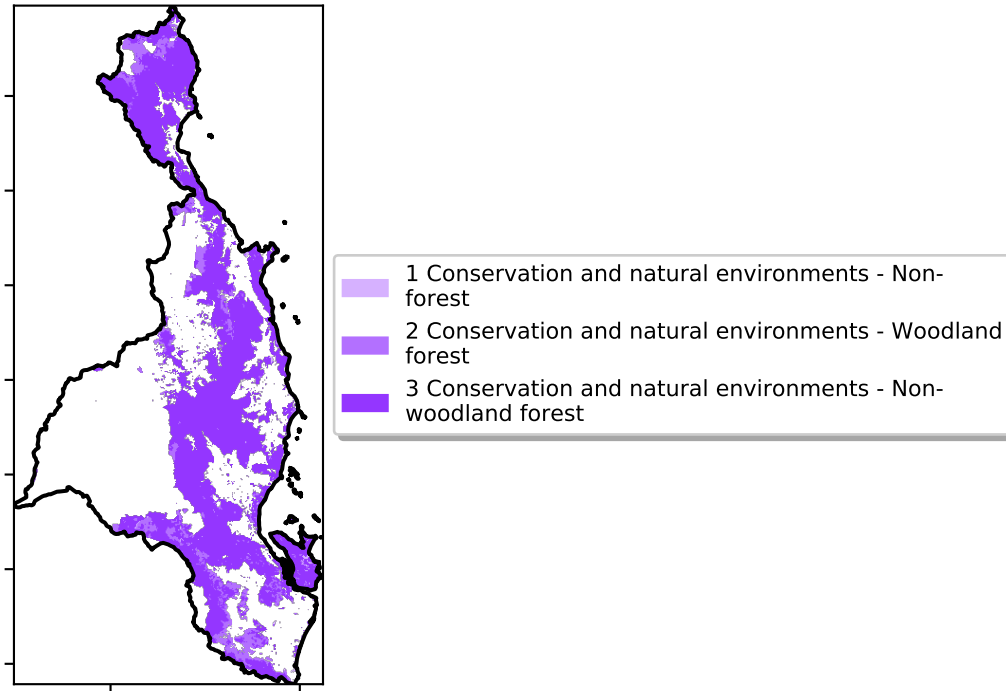 1 Conservation and natural environments - Non-
forest
2 Conservation and natural environments - Woodland
forest
3 Conservation and natural environments - Non-
woodland forest